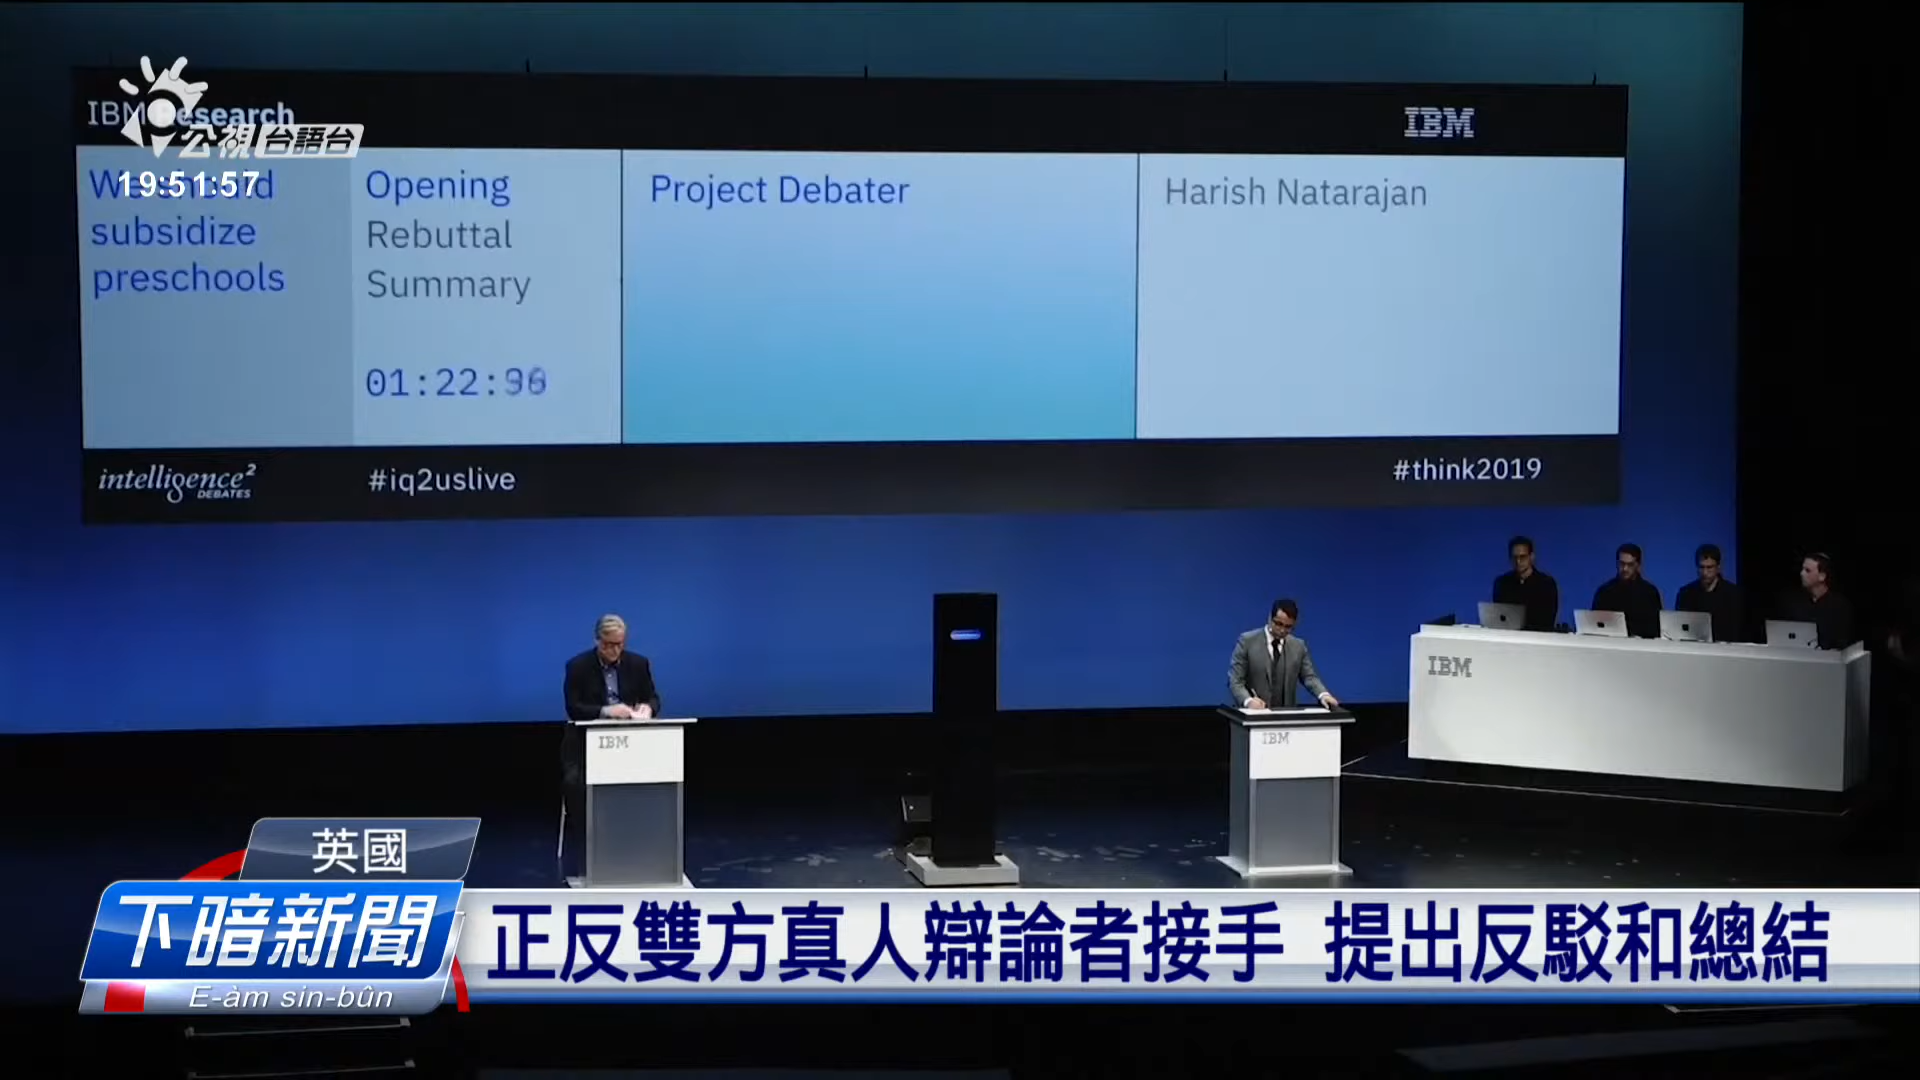 IBM Research
公視台語台
19:51:57
IBM
We should
subsidize
preschools
Opening
Rebuttal
Summary
01:22:
Project Debater
Harish Natarajan
intelligence²
DEBATES
#iq2uslive
#think2019
IBM
IBM
IBM
英國
下暗新聞
E-àm sin-bûn
正反雙方真人辯論者接手 提出反駁和總結